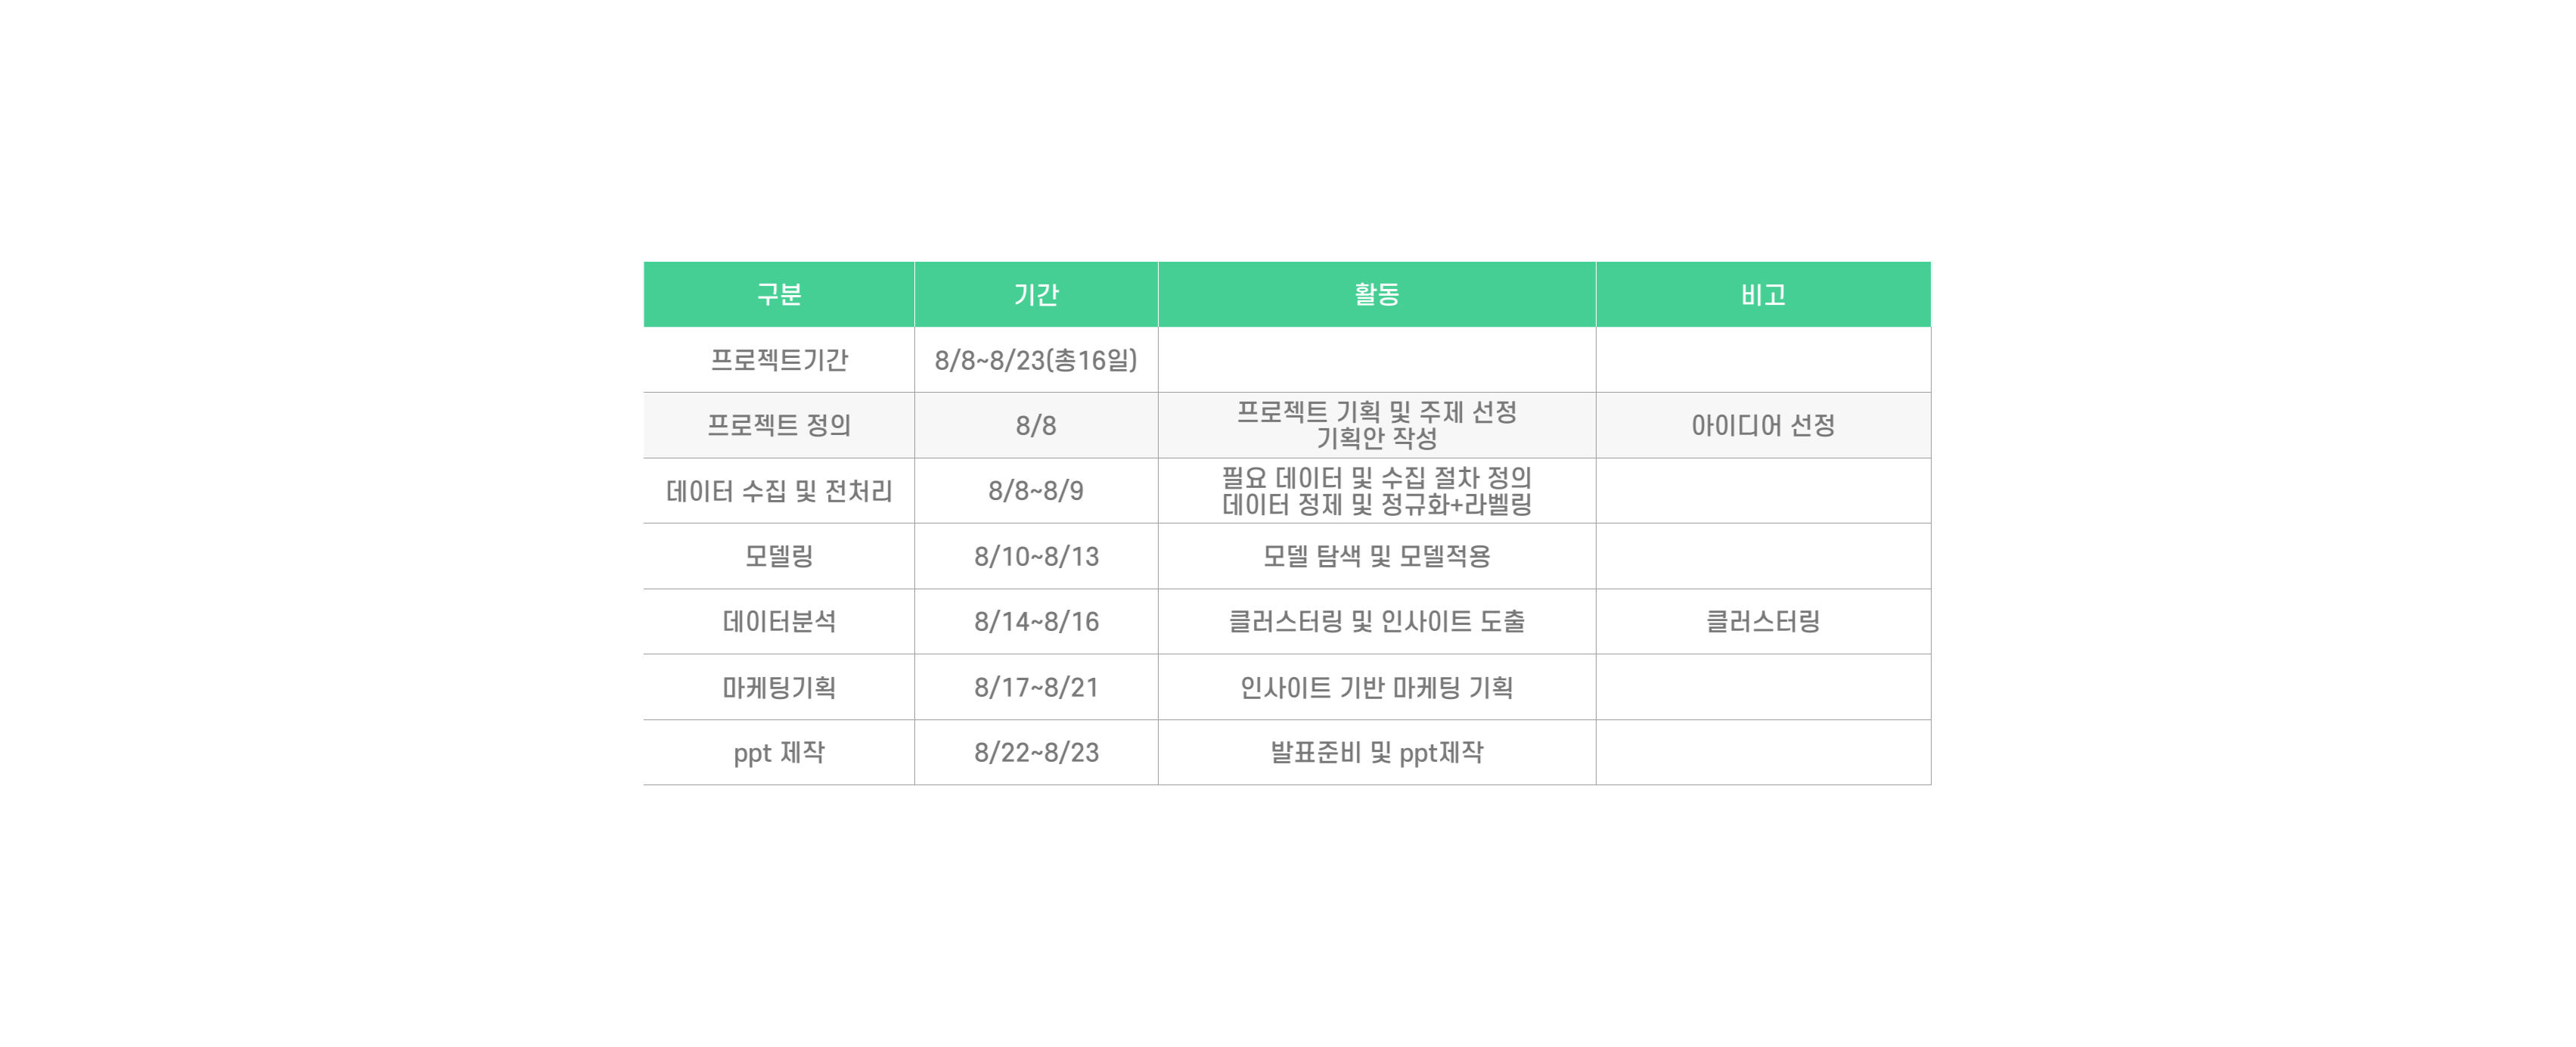 구분 기간 활동 비고
프로젝트기간 8/8~8/23(총16일)
프로젝트 정의 8/8 프로젝트 기획 및 주제 선정
기획안 작성 아이디어 선정
데이터 수집 및 전처리 8/8~8/9 필요 데이터 및 수집 절차 정의
데이터 정제 및 정규화+라벨링
모델링 8/10~8/13 모델 탐색 및 모델적용
데이터분석 8/14~8/16 클러스터링 및 인사이트 도출 클러스터링
마케팅기획 8/17~8/21 인사이트 기반 마케팅 기획
ppt 제작 8/22~8/23 발표준비 및 ppt제작